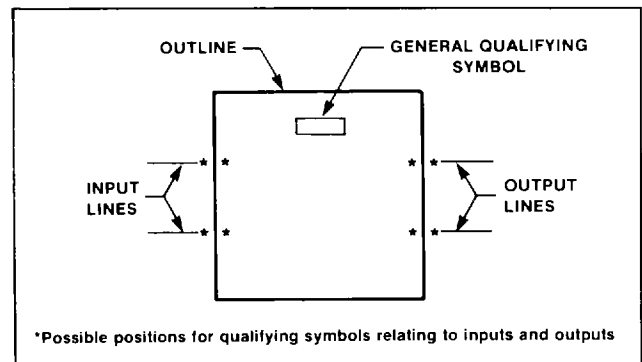 OUTLINE
GENERAL QUALIFYING
SYMBOL
* * * *
INPUT
LINES
OUTPUT
LINES
* * * *
*Possible positions for qualifying symbols relating to inputs and outputs